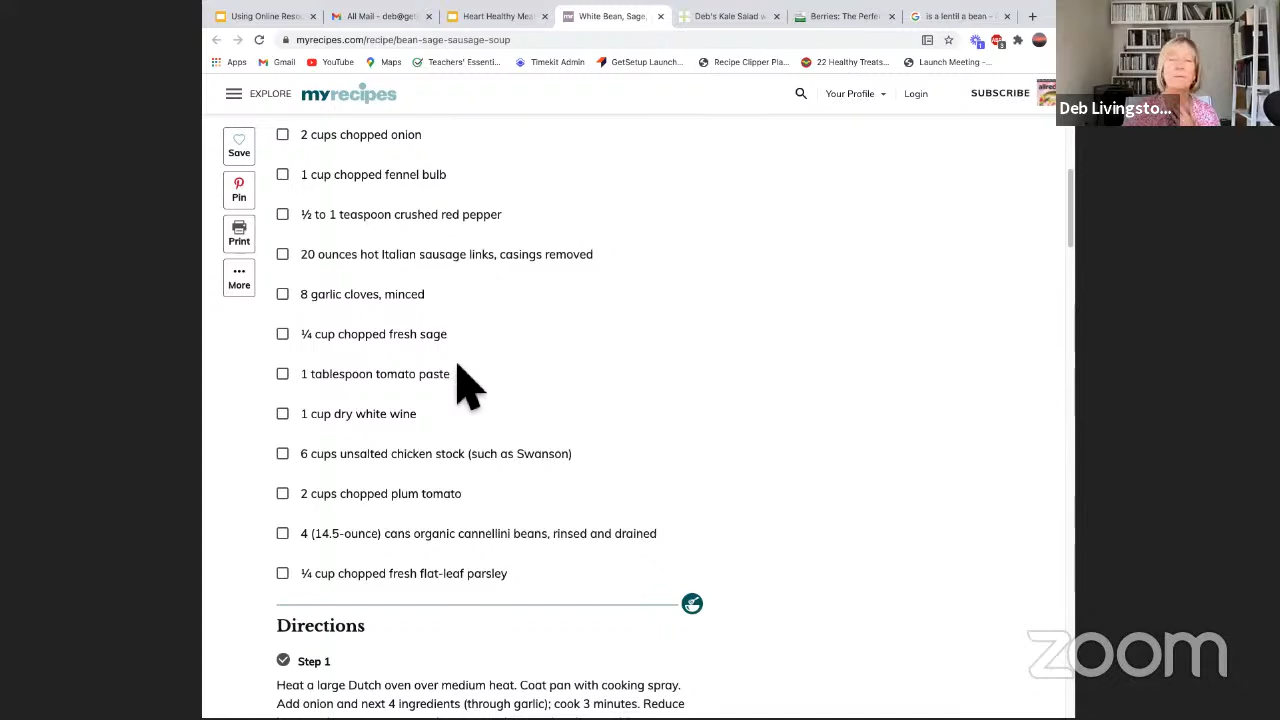 Using Online Reso
All Mail - deb@get
Heart Healthy Mea
White Bean, Sage,
Deb's Kale Salad w
Berries: The Perfe
is a lentil a bean -
myrecipes.com/recipe/bean-sage-sausage-soup
Apps
Gmail
YouTube
Maps
Teachers' Essenti...
Timekit Admin
GetSetup Launch...
Recipe Clipper Pla...
22 Healthy Treats...
Launch Meeting -...
EXPLORE
myrecipes
Your Profile
Login
SUBSCRIBE
Deb Livingsto...
Save
Pin
Print
More
2 cups chopped onion
1 cup chopped fennel bulb
½ to 1 teaspoon crushed red pepper
20 ounces hot Italian sausage links, casings removed
8 garlic cloves, minced
¼ cup chopped fresh sage
1 tablespoon tomato paste
1 cup dry white wine
6 cups unsalted chicken stock (such as Swanson)
2 cups chopped plum tomato
4 (14.5-ounce) cans organic cannellini beans, rinsed and drained
¼ cup chopped fresh flat-leaf parsley
Directions
Step 1
Heat a large Dutch oven over medium heat. Coat pan with cooking spray.
Add onion and next 4 ingredients (through garlic); cook 3 minutes. Reduce
zoom